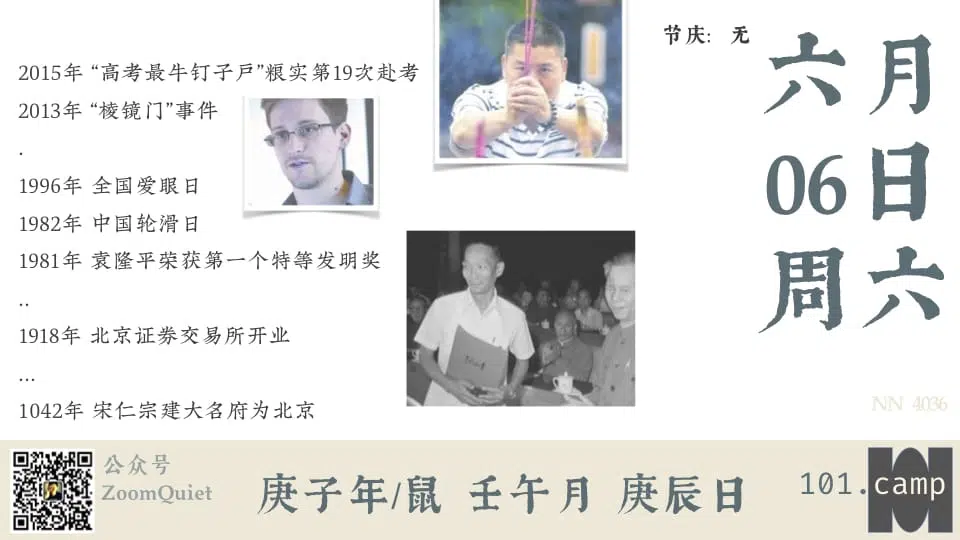 2015年 “高考最牛钉子戸”粮实第19次赴考
2013年 “棱镜门”事件
.
1996年 全国爱眼日
1982年 中国轮滑日
1981年 袁隆平荣获第一个特等发明奖
..
1918年 北京证券交易所开业
...
1042年 宋仁宗建大名府为北京
节庆: 无
六月
06日
周六
NN 4036
公众号
ZoomQuiet
庚子年/鼠 壬午月 庚辰日
101.camp